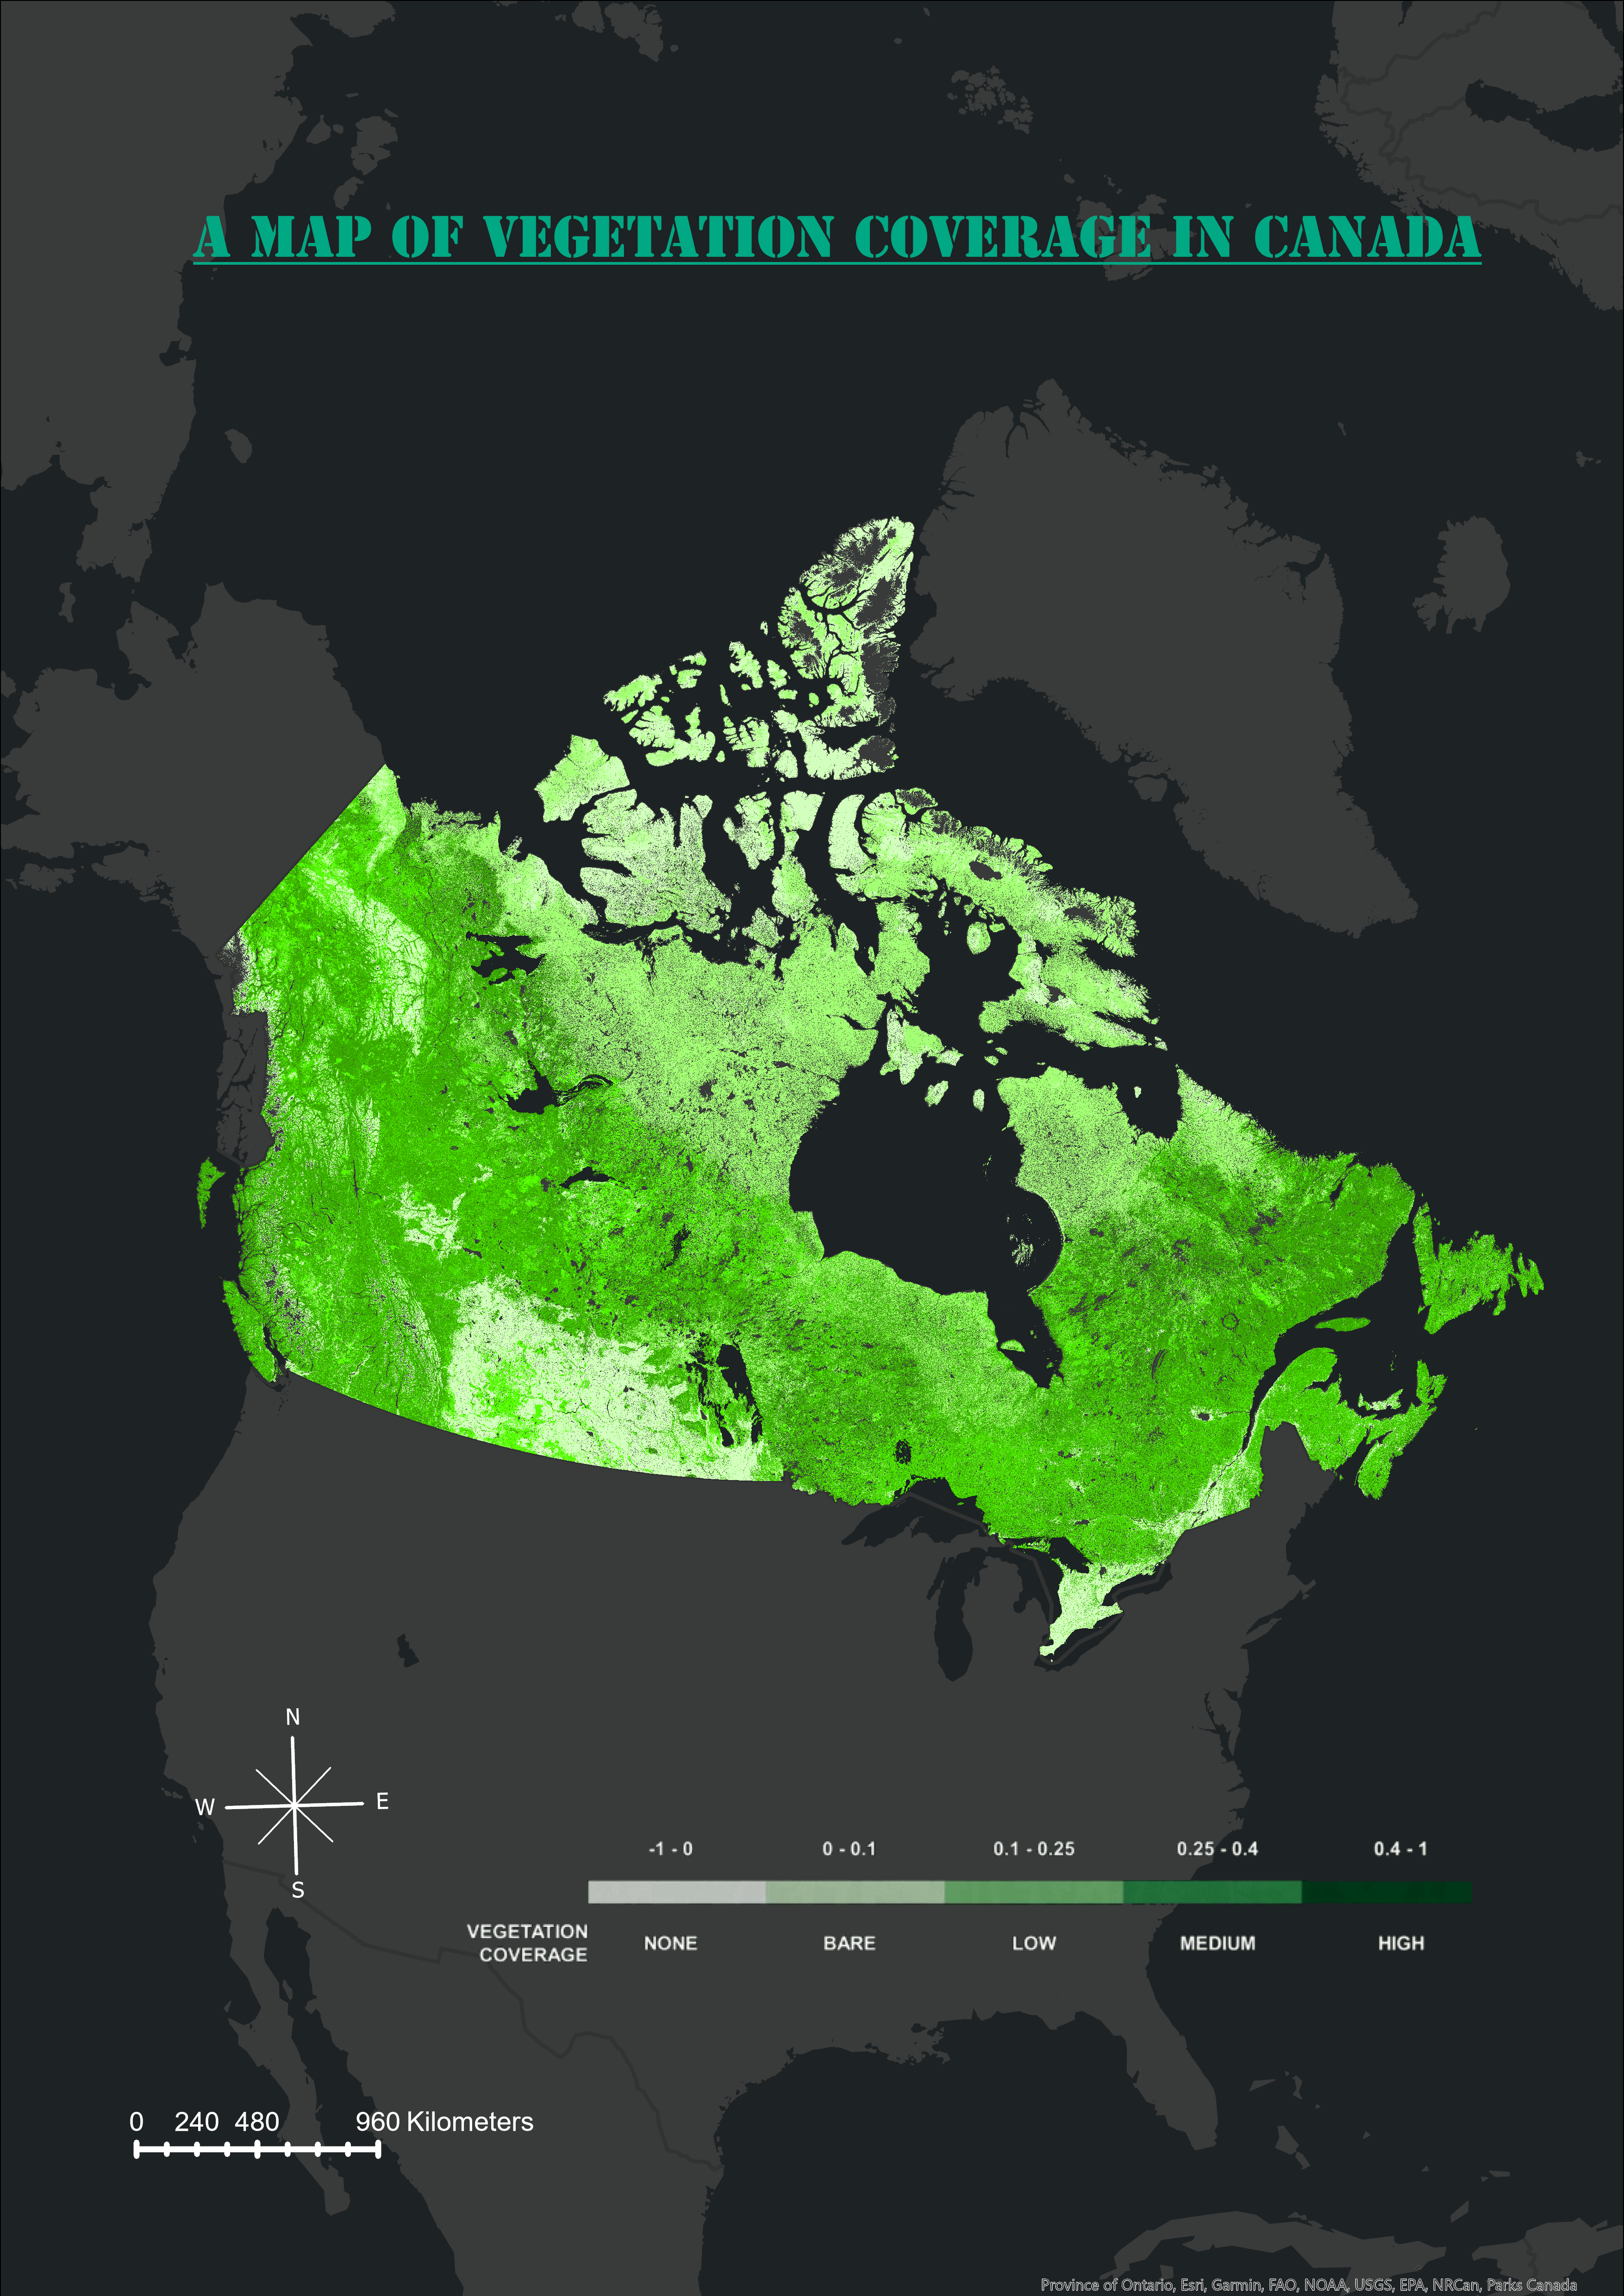 A MAP OF VEGETATION COVERAGE IN CANADA
N
W E
S
-1 - 0 0 - 0.1 0.1 - 0.25 0.25 - 0.4 0.4 - 1
VEGETATION
COVERAGE
NONE BARE LOW MEDIUM HIGH
0 240 480 960 Kilometers
Province of Ontario, Esri, Garmin, FAO, NOAA, USGS, EPA, NRCan, Parks Canada